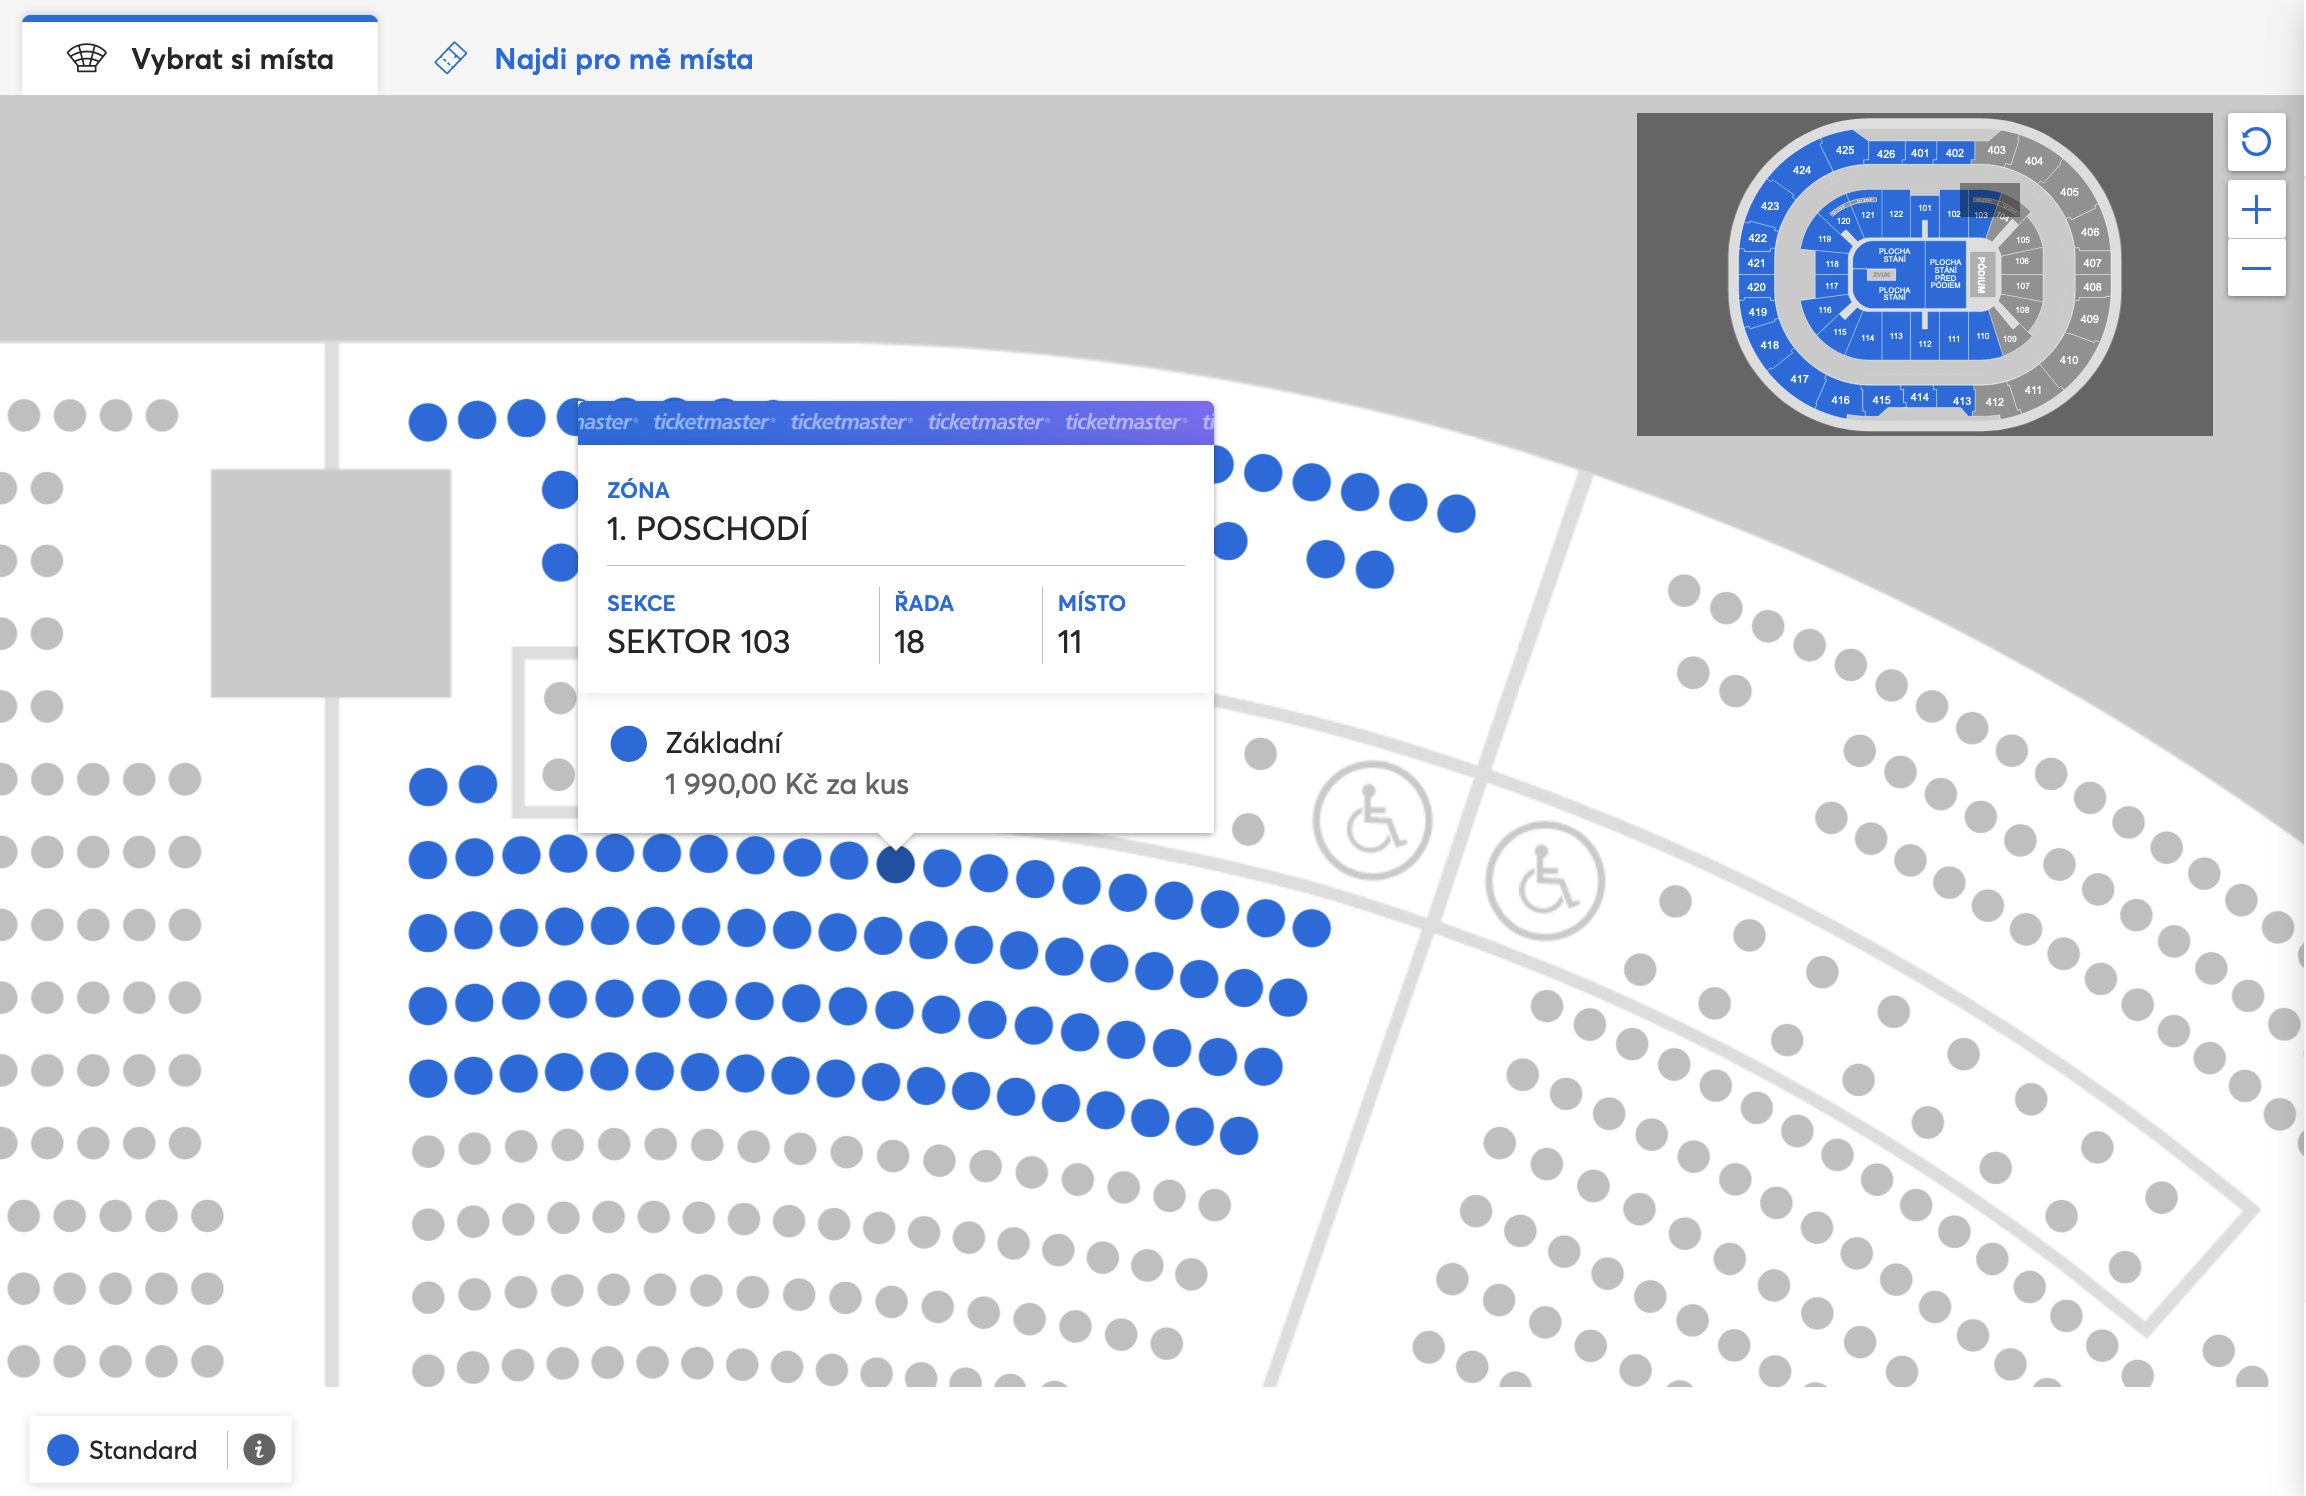 Vybrat si místa
Najdi pro mě místa
425 426 401 402 403
424 404
423 405
422 406
421 407
420 408
419 409
418 410
417 411
416 415 414 413 412
120 121 122 101 102 103 104
119 105
118 106
117 107
116 108
115 114 113 112 111 110 109
PLOCHA
STÁNÍ
ZVUK
PLOCHA
STÁNÍ
PLOCHA
STÁNÍ
PŘED
PÓDIEM
PÓDIUM
master® ticketmaster® ticketmaster® ticketmaster® ticketmaster® ti
ZÓNA
1. POSCHODÍ
SEKCE ŘADA MÍSTO
SEKTOR 103 18 11
Základní
1 990,00 Kč za kus
Standard
i